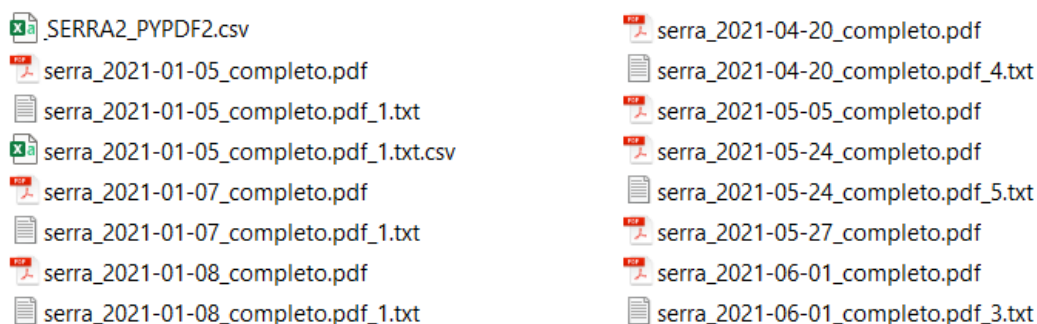 _SERRA2_PYPDF2.csv
serra_2021-01-05_completo.pdf
serra_2021-01-05_completo.pdf_1.txt
serra_2021-01-05_completo.pdf_1.txt.csv
serra_2021-01-07_completo.pdf
serra_2021-01-07_completo.pdf_1.txt
serra_2021-01-08_completo.pdf
serra_2021-01-08_completo.pdf_1.txt
serra_2021-04-20_completo.pdf
serra_2021-04-20_completo.pdf_4.txt
serra_2021-05-05_completo.pdf
serra_2021-05-24_completo.pdf
serra_2021-05-24_completo.pdf_5.txt
serra_2021-05-27_completo.pdf
serra_2021-06-01_completo.pdf
serra_2021-06-01_completo.pdf_3.txt